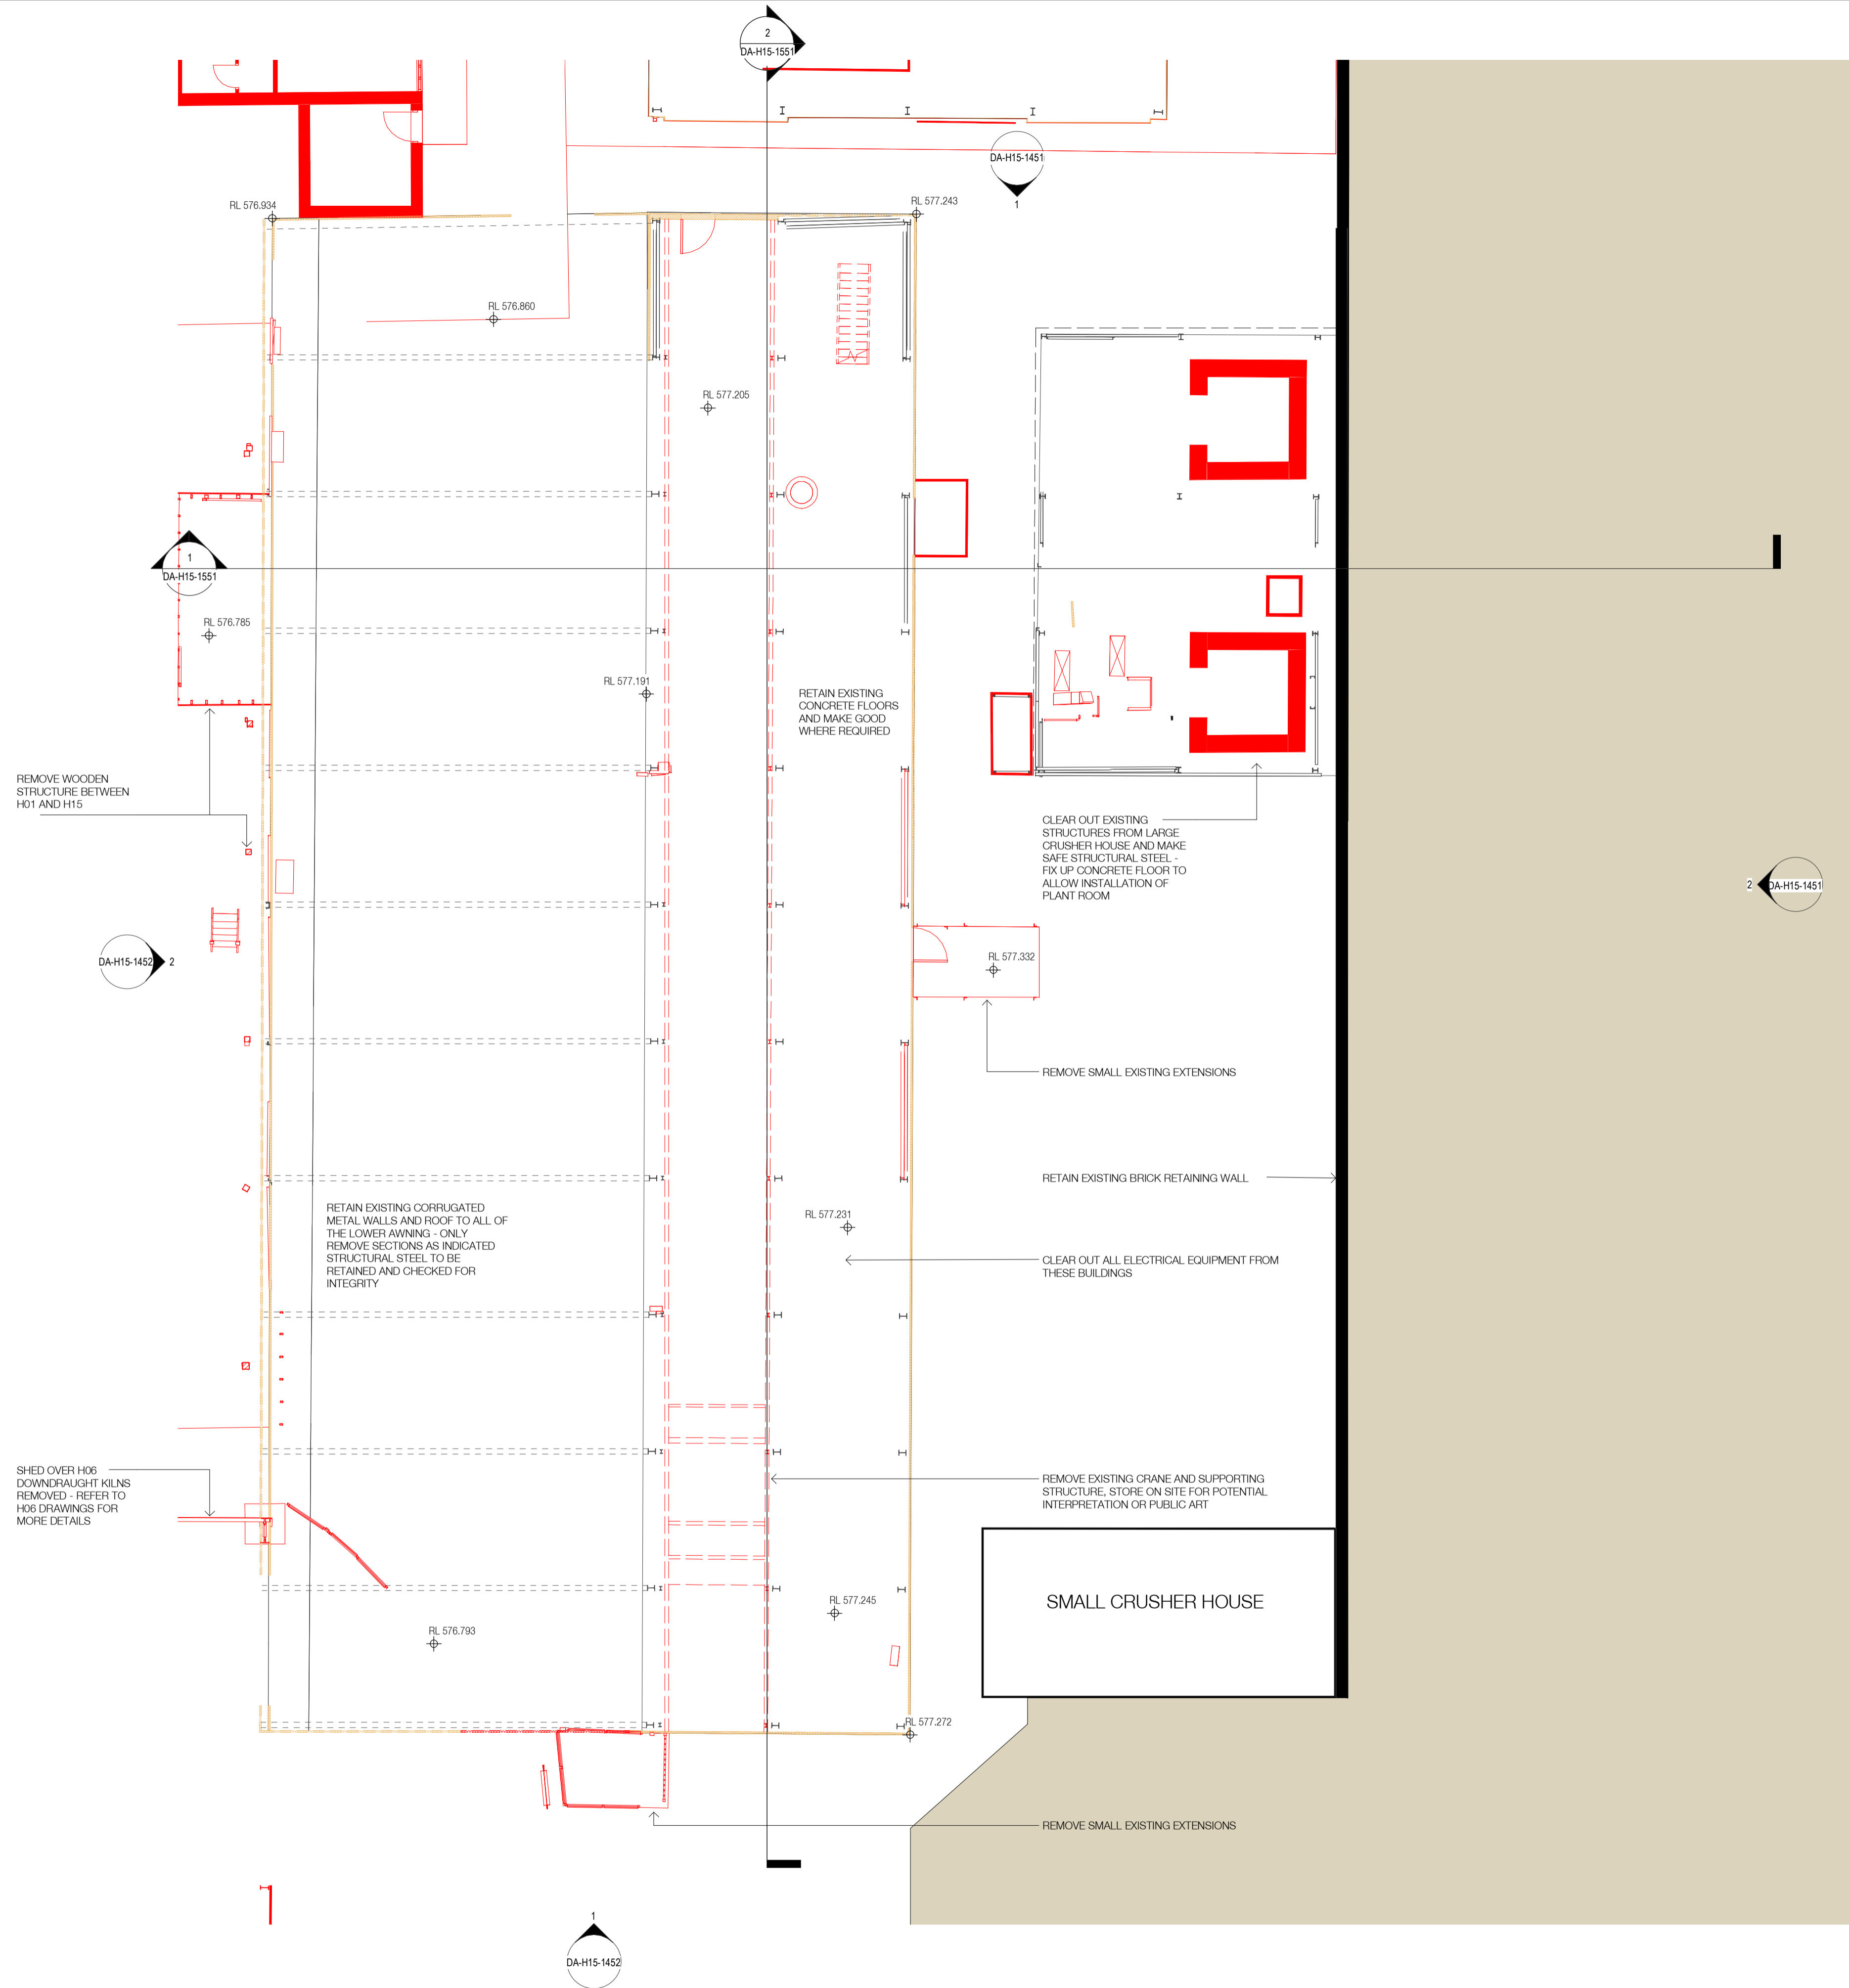 2
DA-H15-1551
DA-H15-1451
1
RL 576.934
RL 577.243
RL 576.860
RL 577.205
1
DA-H15-1551
RL 576.785
RL 577.191
RETAIN EXISTING
CONCRETE FLOORS
AND MAKE GOOD
WHERE REQUIRED
REMOVE WOODEN
STRUCTURE BETWEEN
H01 AND H15
CLEAR OUT EXISTING
STRUCTURES FROM LARGE
CRUSHER HOUSE AND MAKE
SAFE STRUCTURAL STEEL -
FIX UP CONCRETE FLOOR TO
ALLOW INSTALLATION OF
PLANT ROOM
2
DA-H15-1451
DA-H15-1452
2
RL 577.332
REMOVE SMALL EXISTING EXTENSIONS
RETAIN EXISTING BRICK RETAINING WALL
RETAIN EXISTING CORRUGATED
METAL WALLS AND ROOF TO ALL OF
THE LOWER AWNING - ONLY
REMOVE SECTIONS AS INDICATED
STRUCTURAL STEEL TO BE
RETAINED AND CHECKED FOR
INTEGRITY
RL 577.231
CLEAR OUT ALL ELECTRICAL EQUIPMENT FROM
THESE BUILDINGS
SHED OVER H06
DOWNDRAUGHT KILNS
REMOVED - REFER TO
H06 DRAWINGS FOR
MORE DETAILS
REMOVE EXISTING CRANE AND SUPPORTING
STRUCTURE, STORE ON SITE FOR POTENTIAL
INTERPRETATION OR PUBLIC ART
SMALL CRUSHER HOUSE
RL 577.245
RL 576.793
RL 577.272
REMOVE SMALL EXISTING EXTENSIONS
1
DA-H15-1452